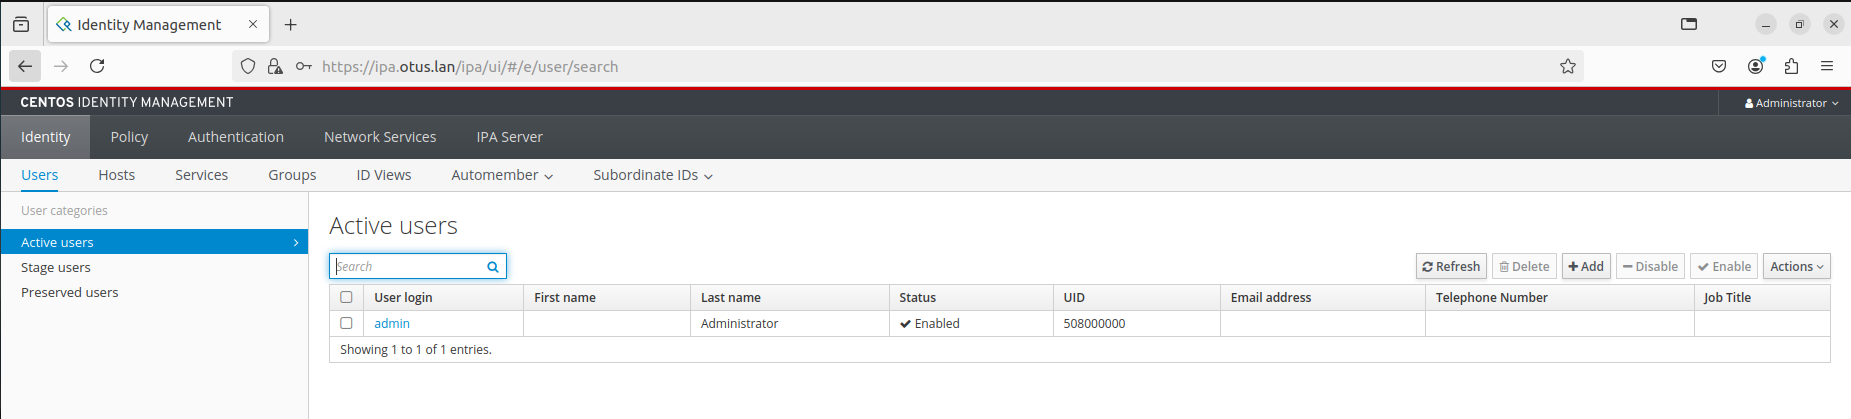 Identity Management
https://ipa.otus.lan/ipa/ui/#/e/user/search
CENTOS IDENTITY MANAGEMENT
Administrator
Identity Policy Authentication Network Services IPA Server
Users Hosts Services Groups ID Views Automember Subordinate IDs
User categories
Active users
Stage users
Preserved users
Active users
Search
Refresh Delete Add Disable Enable Actions
User login First name Last name Status UID Email address Telephone Number Job Title
admin Administrator Enabled 508000000
Showing 1 to 1 of 1 entries.